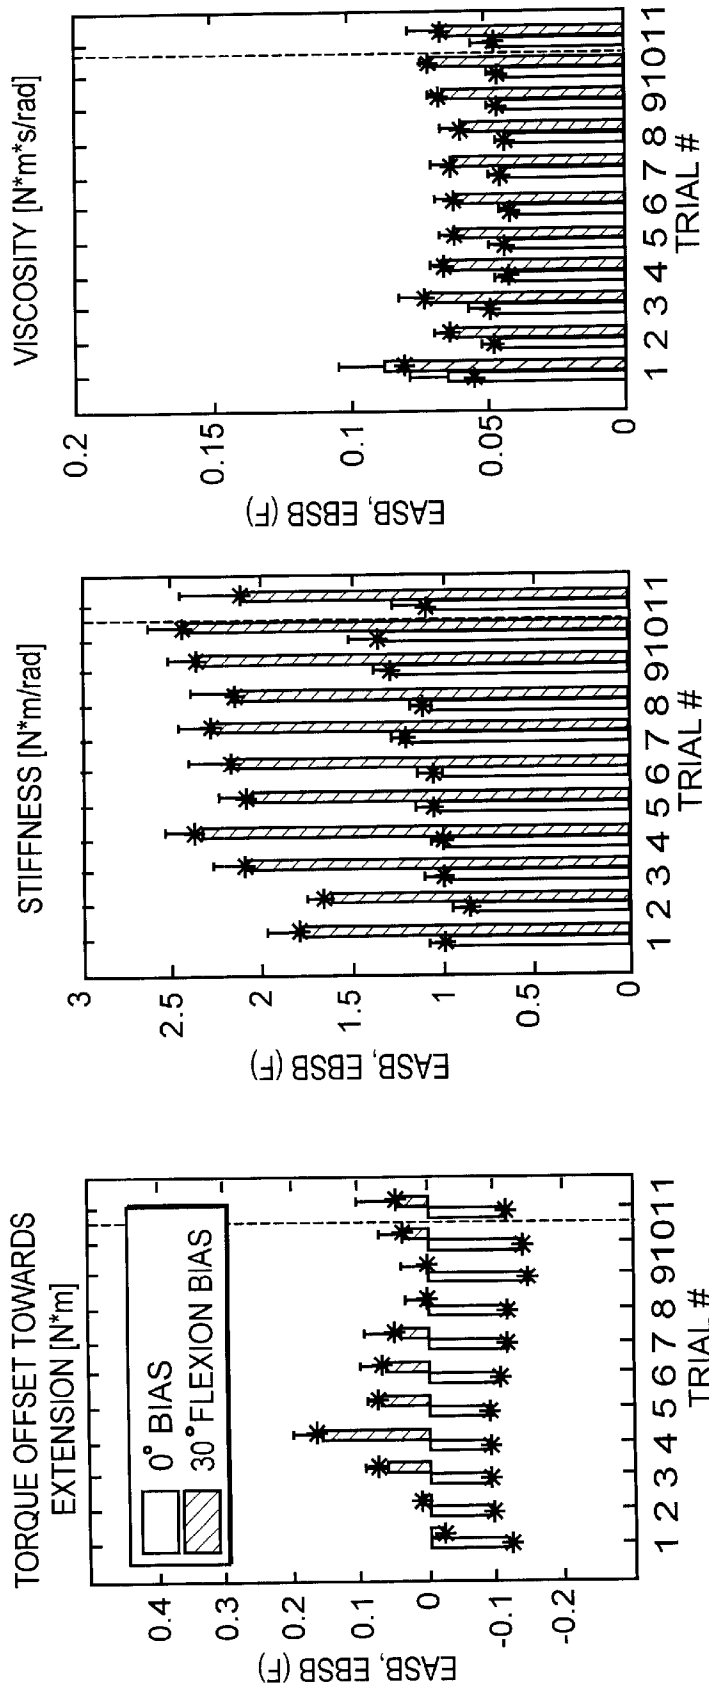 TORQUE OFFSET TOWARDS
EXTENSION [N*m]
0° BIAS
30° FLEXION BIAS
EASB, EBSB (F)
0.4
0.3
0.2
0.1
0
-0.1
-0.2
1 2 3 4 5 6 7 8 9 10 11
TRIAL #
STIFFNESS [N*m/rad]
EASB, EBSB (F)
3
2.5
2
1.5
1
0.5
0
1 2 3 4 5 6 7 8 9 10 11
TRIAL #
VISCOSITY [N*m*s/rad]
EASB, EBSB (F)
0.2
0.15
0.1
0.05
0
1 2 3 4 5 6 7 8 9 10 11
TRIAL #